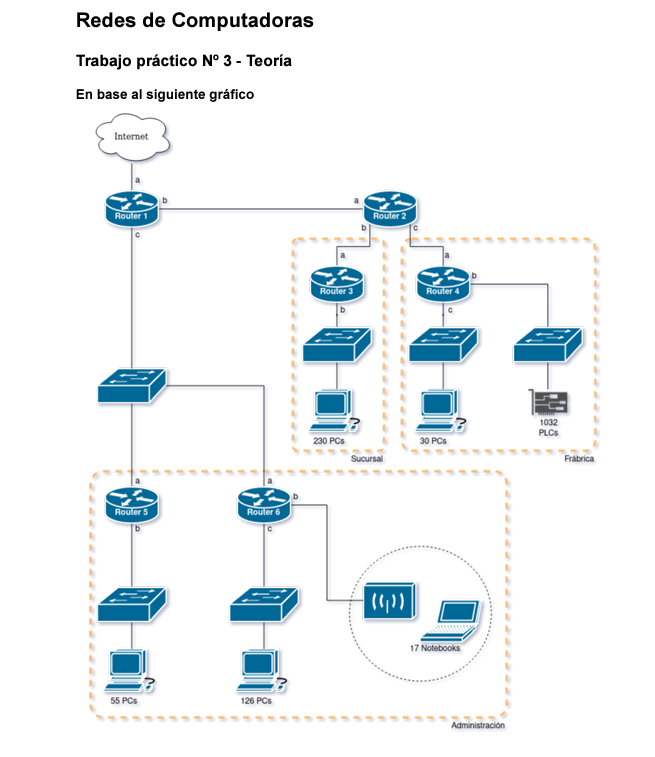 Redes de Computadoras
Trabajo práctico Nº 3 - Teoría
En base al siguiente gráfico
Internet
a
Router 1
b
c
a
Router 2
b
c
a
Router 3
b
230 PCs
Sucursal
a
Router 4
b
c
30 PCs
1032
PLCs
Frábrica
a
Router 5
b
55 PCs
a
Router 6
b
c
126 PCs
17 Notebooks
Administración